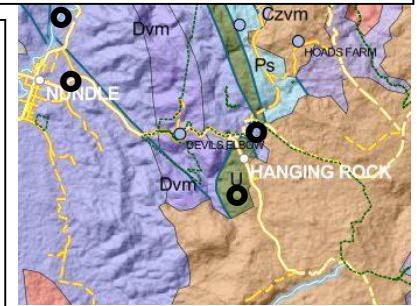 Dvm
Czvm
HOADS FARM
Ps
NUNDLE
DEVILS ELBOW
HANGING ROCK
Dvm
U